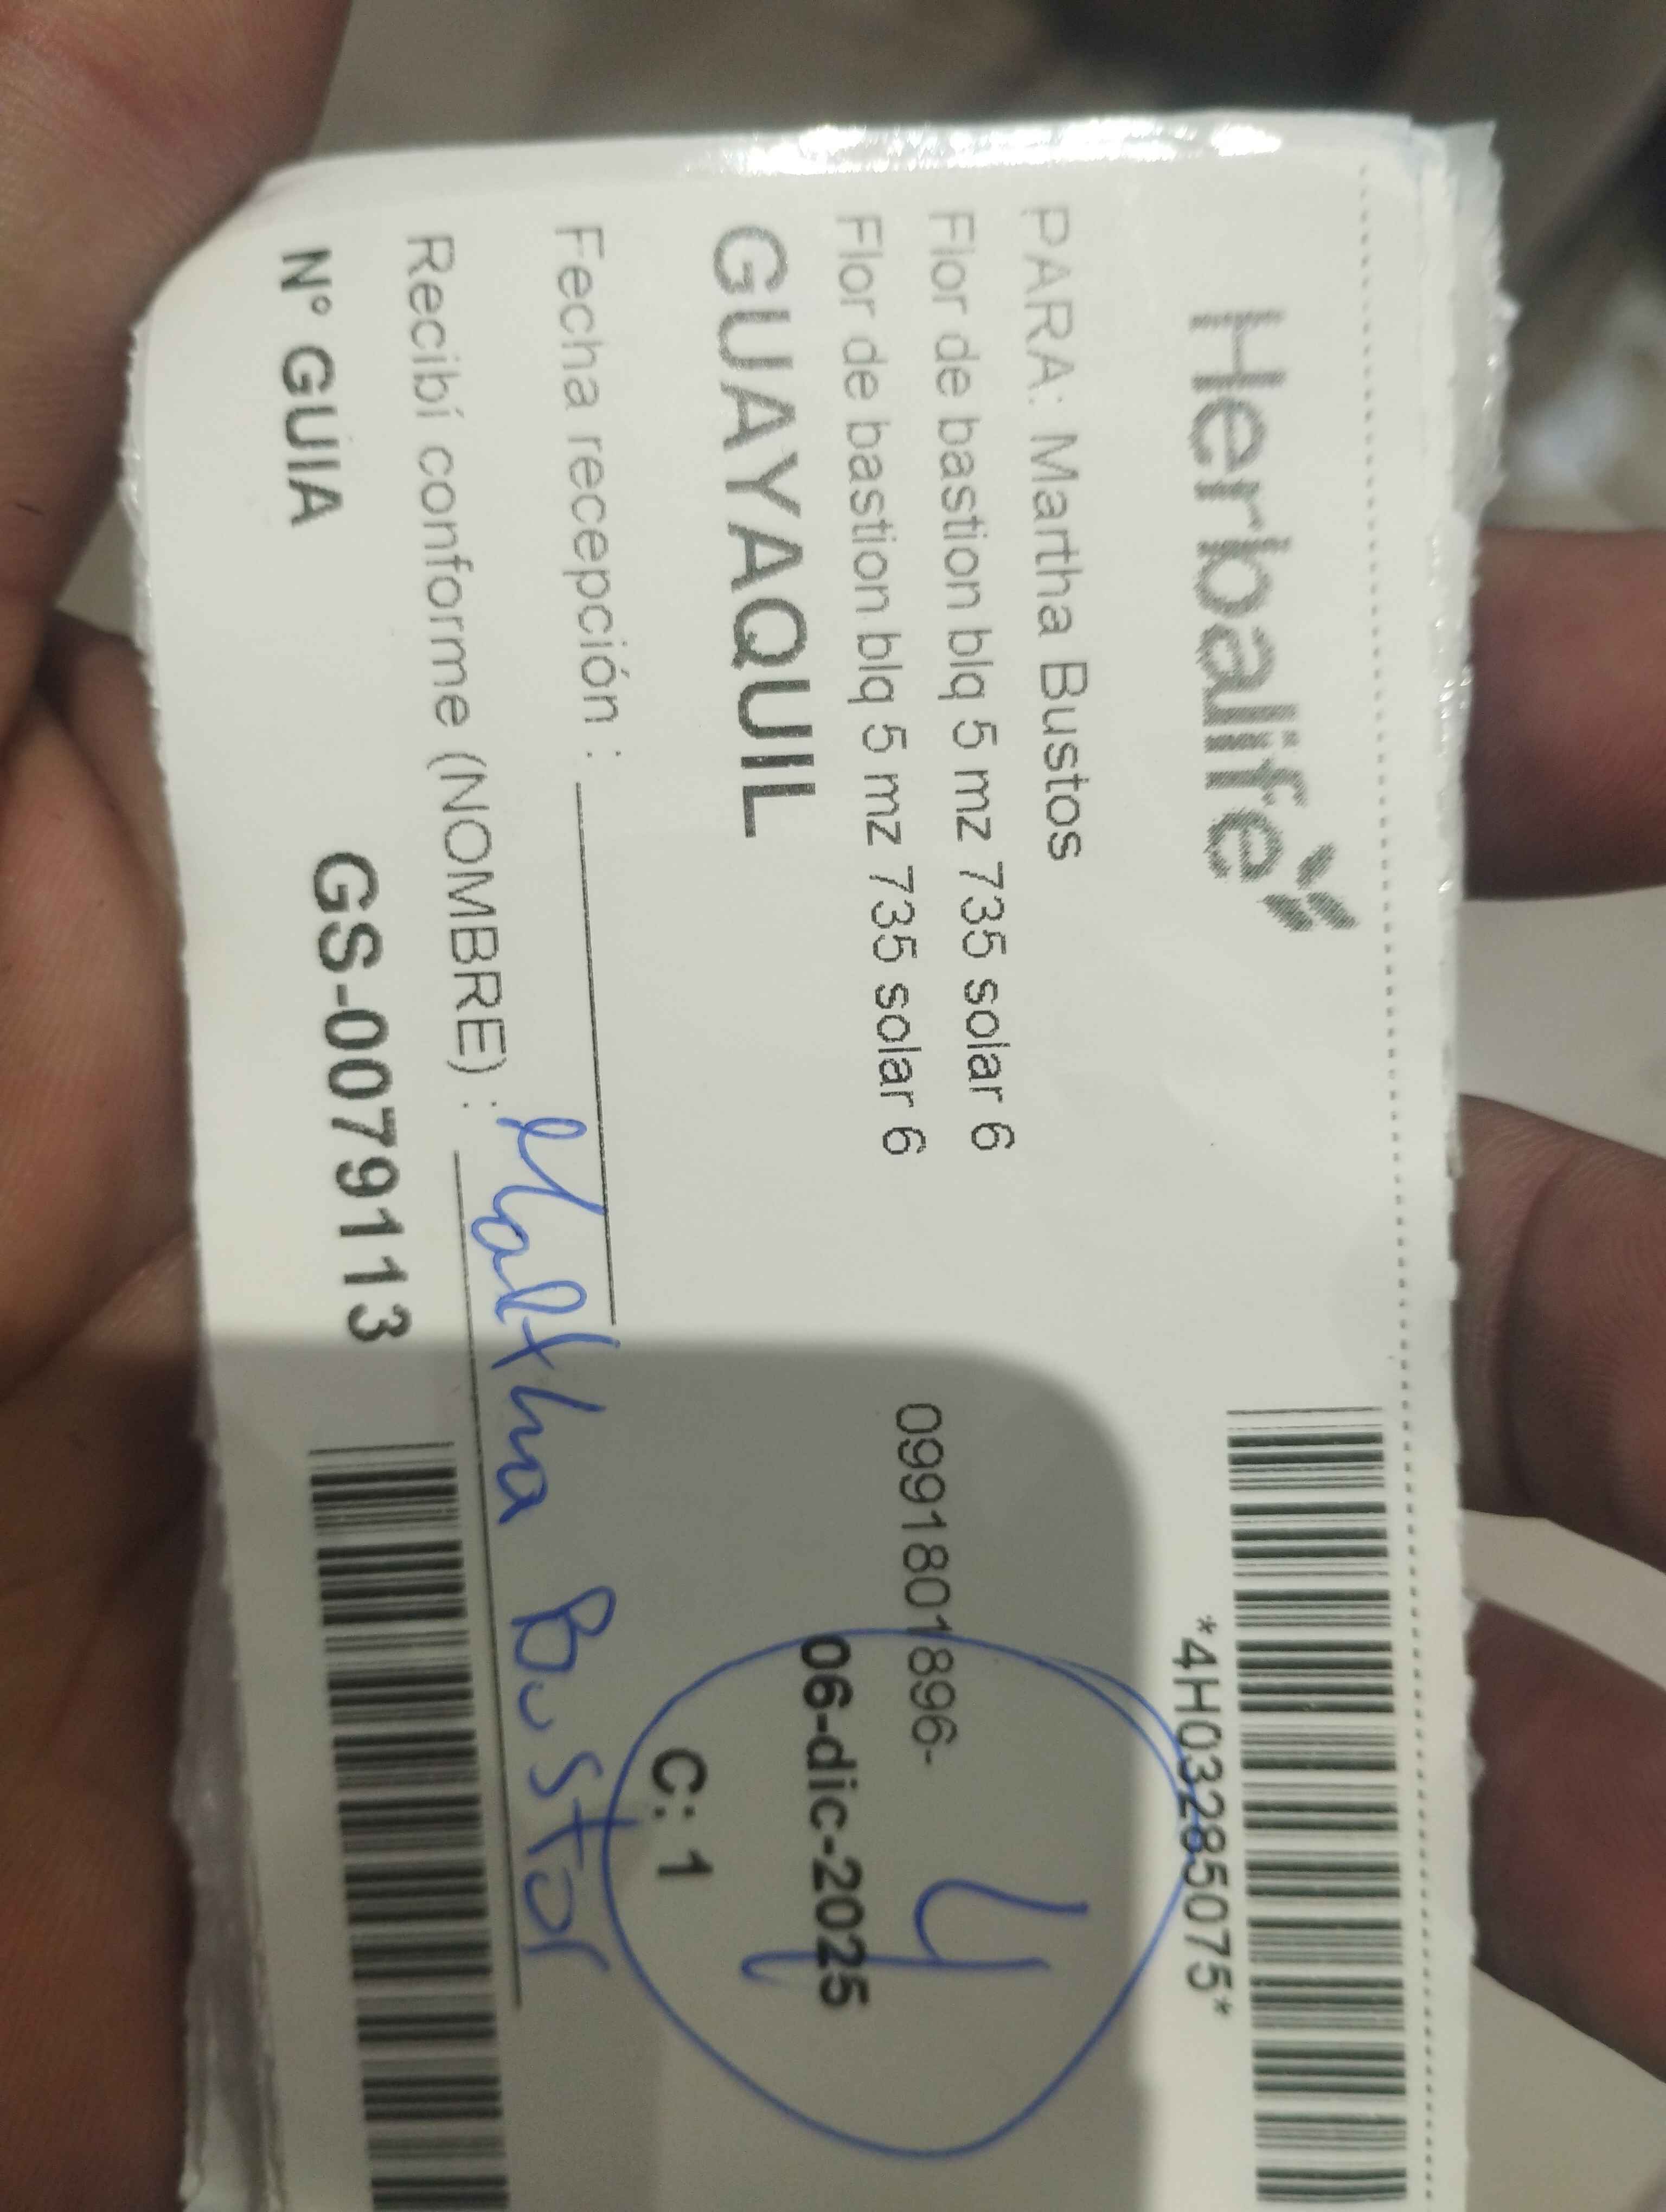 Herbalife
*4H03285075*
PARA: Martha Bustos
Flor de bastion blq 5 mz 735 solar 6
Flor de bastion blq 5 mz 735 solar 6
0991801896-
4
GUAYAQUIL
06-dic-2025
Fecha recepción :
C: 1
Recibí conforme (NOMBRE) : Martha Bustos
N° GUIA GS-0079113